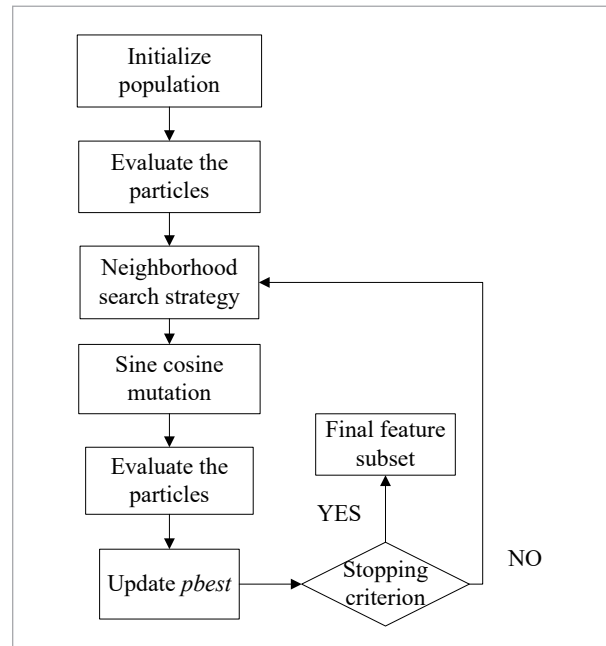 Initialize
population
Evaluate the
particles
Neighborhood
search strategy
Sine cosine
mutation
Final feature
subset
Evaluate the
particles
YES
NO
Update pbest
Stopping
criterion